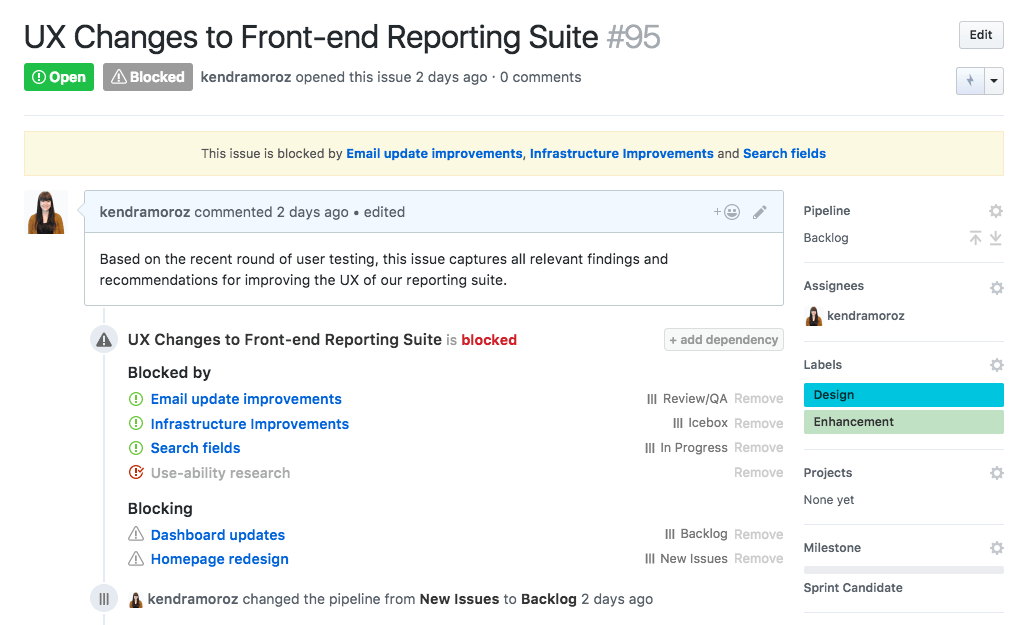 UX Changes to Front-end Reporting Suite #95
Edit
Open Blocked kendramoroz opened this issue 2 days ago · 0 comments
This issue is blocked by Email update improvements, Infrastructure Improvements and Search fields
kendramoroz commented 2 days ago • edited
Based on the recent round of user testing, this issue captures all relevant findings and
recommendations for improving the UX of our reporting suite.
UX Changes to Front-end Reporting Suite is blocked
+ add dependency
Blocked by
Email update improvements Review/QA Remove
Infrastructure Improvements Icebox Remove
Search fields In Progress Remove
Use-ability research Remove
Blocking
Dashboard updates Backlog Remove
Homepage redesign New Issues Remove
kendramoroz changed the pipeline from New Issues to Backlog 2 days ago
Pipeline
Backlog
Assignees
kendramoroz
Labels
Design
Enhancement
Projects
None yet
Milestone
Sprint Candidate